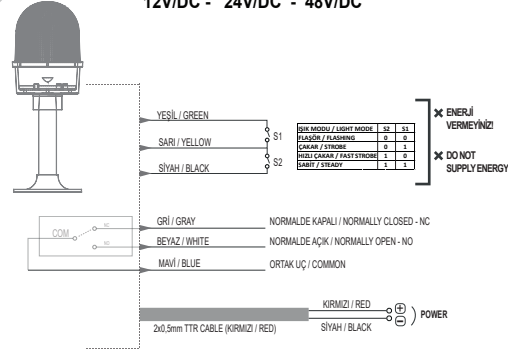 12V/DC - 24V/DC - 48V/DC
YEŞİL / GREEN
SARI / YELLOW
SİYAH / BLACK
S1
S2
IŞIK MODU / LIGHT MODE S2 S1
FLAŞÖR / FLASHING 0 0
ÇAKAR / STROBE 0 1
HIZLI ÇAKAR / FAST STROBE 1 0
SABİT / STEADY 1 1
ENERJİ
VERMEYİNİZ!
DO NOT
SUPPLY ENERGY
COM
NC
NO
GRİ / GRAY NORMALDE KAPALI / NORMALLY CLOSED - NC
BEYAZ / WHITE NORMALDE AÇIK / NORMALLY OPEN - NO
MAVİ / BLUE ORTAK UÇ / COMMON
KIRMIZI / RED
SİYAH / BLACK
POWER
2x0,5mm TTR CABLE (KIRMIZI / RED)